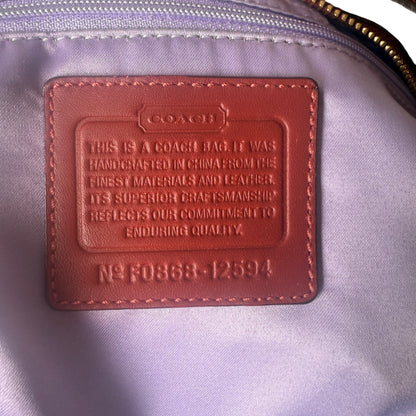 COACH
THIS IS A COACH BAG. IT WAS
HANDCRAFTED IN CHINA FROM THE
FINEST MATERIALS AND LEATHER.
ITS SUPERIOR CRAFTSMANSHIP
REFLECTS OUR COMMITMENT TO
ENDURING QUALITY.
Nº F0868-12594